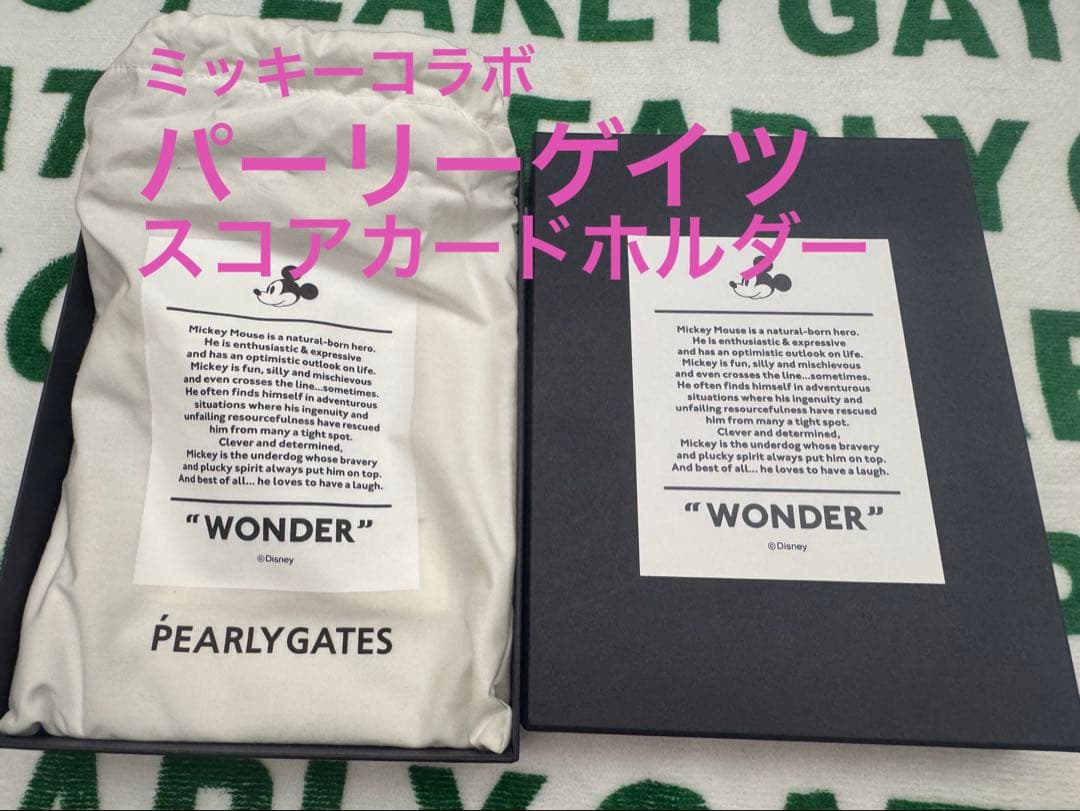 ミッキーコラボ
パーリーゲイツ
スコアカードホルダー
Mickey Mouse is a natural-born hero.
He is enthusiastic & expressive
and has an optimistic outlook on life.
Mickey is fun, silly and mischievous
and even crosses the line...sometimes.
He often finds himself in adventurous
situations where his ingenuity and
unfailing resourcefulness have rescued
him from many a tight spot.
Clever and determined,
Mickey is the underdog whose bravery
and plucky spirit always put him on top.
And best of all... he loves to have a laugh.
“WONDER”
©Disney
PEARLY GATES
Mickey Mouse is a natural-born hero.
He is enthusiastic & expressive
and has an optimistic outlook on life.
Mickey is fun, silly and mischievous
and even crosses the line...sometimes.
He often finds himself in adventurous
situations where his ingenuity and
unfailing resourcefulness have rescued
him from many a tight spot.
Clever and determined,
Mickey is the underdog whose bravery
and plucky spirit always put him on top.
And best of all... he loves to have a laugh.
“WONDER”
©Disney
EARLY GA
EARLY G
PEARLY
EARLY GATE